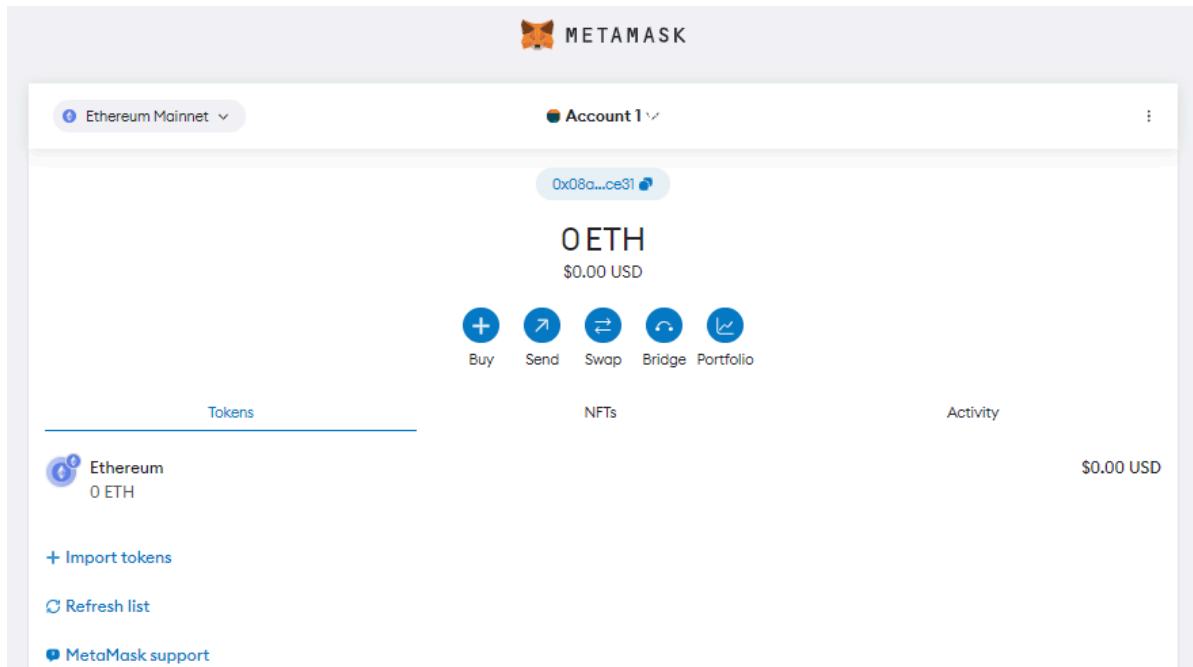 METAMASK
Ethereum Mainnet
Account 1
0x08a...ce31
0 ETH
$0.00 USD
Buy Send Swap Bridge Portfolio
Tokens NFTs Activity
Ethereum $0.00 USD
0 ETH
Import tokens
Refresh list
MetaMask support